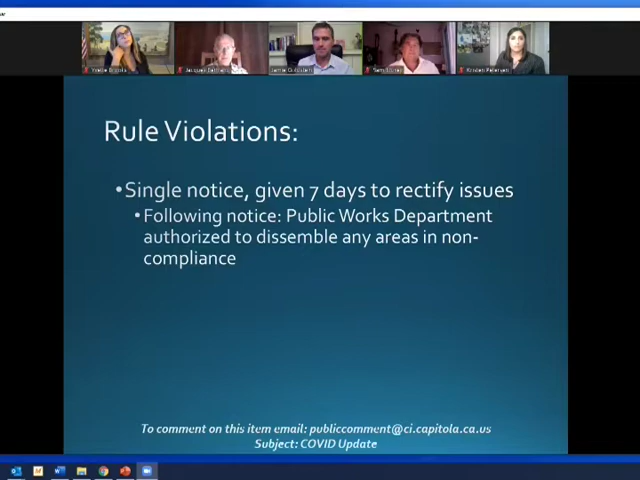 Rule Violations:
•Single notice, given 7 days to rectify issues
•Following notice: Public Works Department
authorized to dissemble any areas in non-
compliance
To comment on this item email: publiccomment@ci.capitola.ca.us
Subject: COVID Update